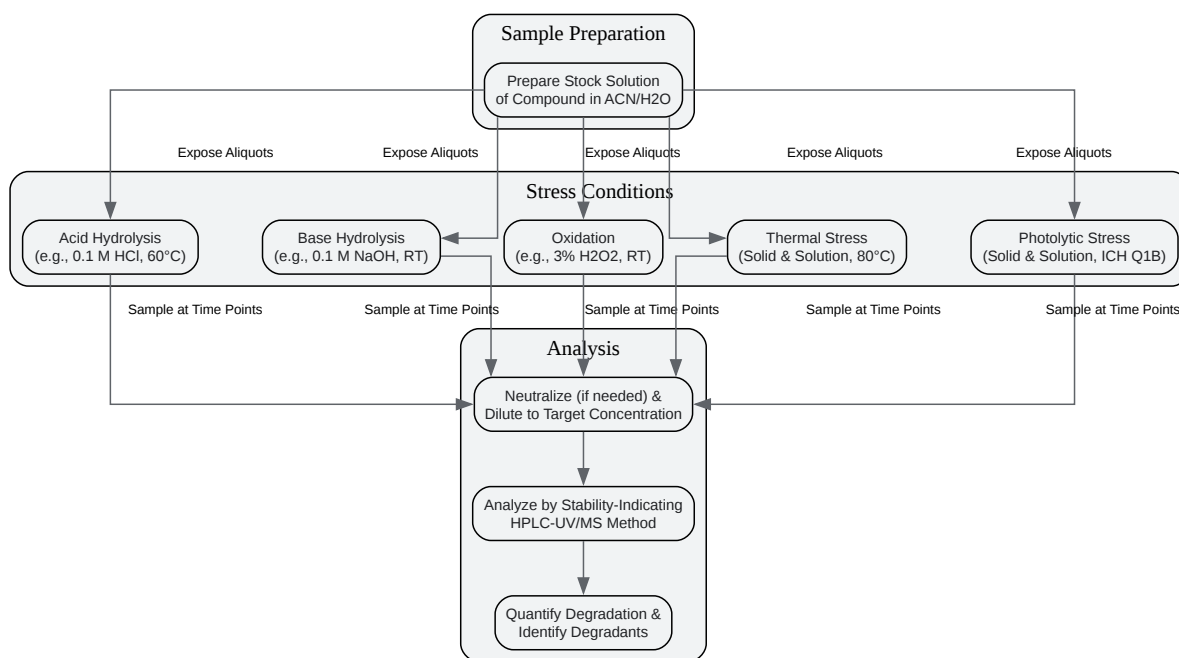 Sample Preparation
Prepare Stock Solution
of Compound in ACN/H2O
Expose Aliquots
Expose Aliquots
Expose Aliquots
Expose Aliquots
Expose Aliquots
Stress Conditions
Acid Hydrolysis
(e.g., 0.1 M HCl, 60°C)
Base Hydrolysis
(e.g., 0.1 M NaOH, RT)
Oxidation
(e.g., 3% H2O2, RT)
Thermal Stress
(Solid & Solution, 80°C)
Photolytic Stress
(Solid & Solution, ICH Q1B)
Sample at Time Points
Sample at Time Points
Sample at Time Points
Sample at Time Points
Sample at Time Points
Analysis
Neutralize (if needed) &
Dilute to Target Concentration
Analyze by Stability-Indicating
HPLC-UV/MS Method
Quantify Degradation &
Identify Degradants